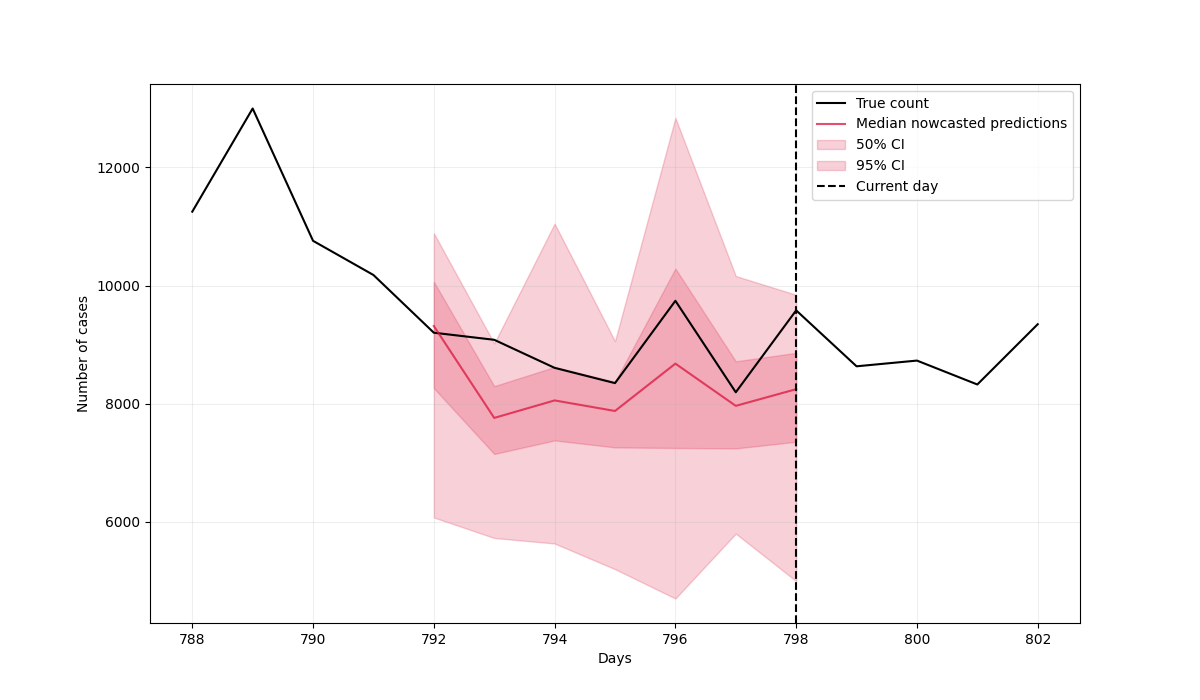 True count
Median nowcasted predictions
50% CI
95% CI
Current day
12000
10000
8000
6000
Number of cases
788 790 792 794 796 798 800 802
Days